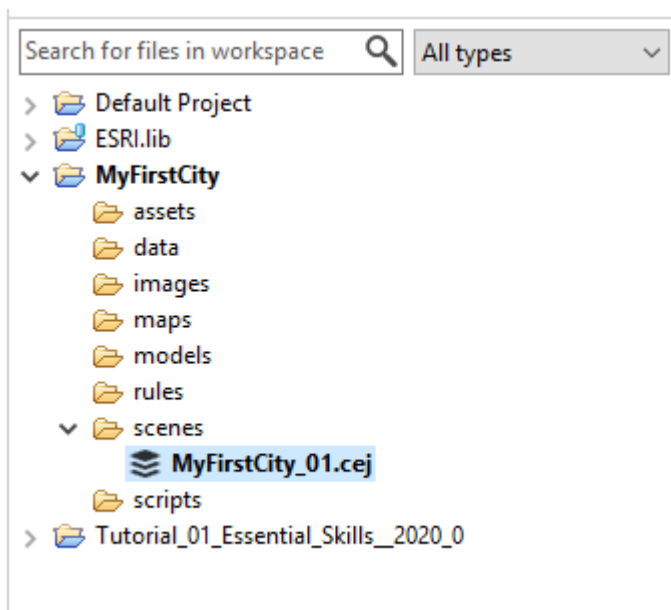 Search for files in workspace All types
Default Project
ESRI.lib
MyFirstCity
assets
data
images
maps
models
rules
scenes
MyFirstCity_01.cej
scripts
Tutorial_01_Essential_Skills__2020_0